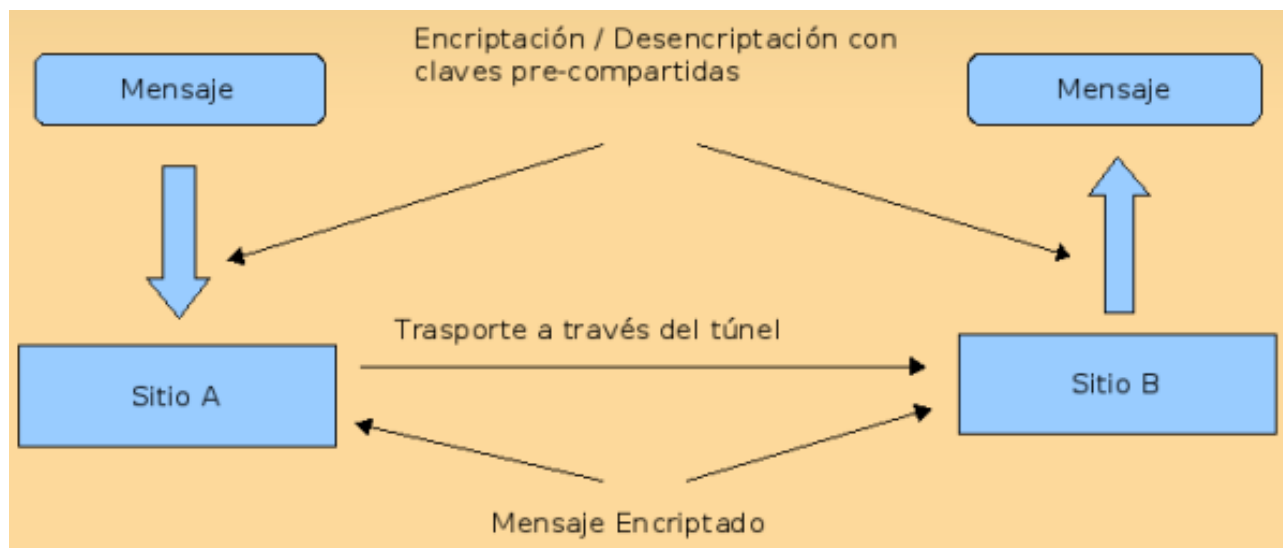 Encriptación / Desencriptación con
claves pre-compartidas
Mensaje
Mensaje
Trasporte a través del túnel
Sitio A
Sitio B
Mensaje Encriptado